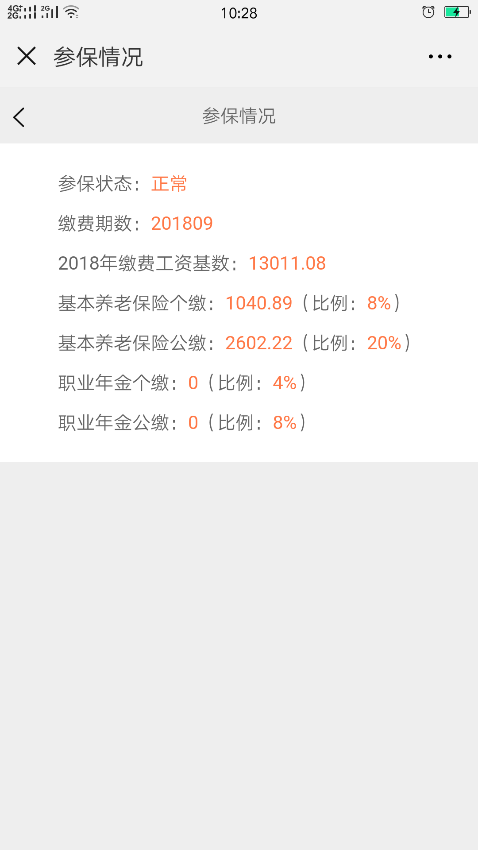 4G 2G 2G 10:28
参保情况
参保情况
参保状态：正常
缴费期数：201809
2018年缴费工资基数：13011.08
基本养老保险个缴：1040.89（比例：8%）
基本养老保险公缴：2602.22（比例：20%）
职业年金个缴：0（比例：4%）
职业年金公缴：0（比例：8%）